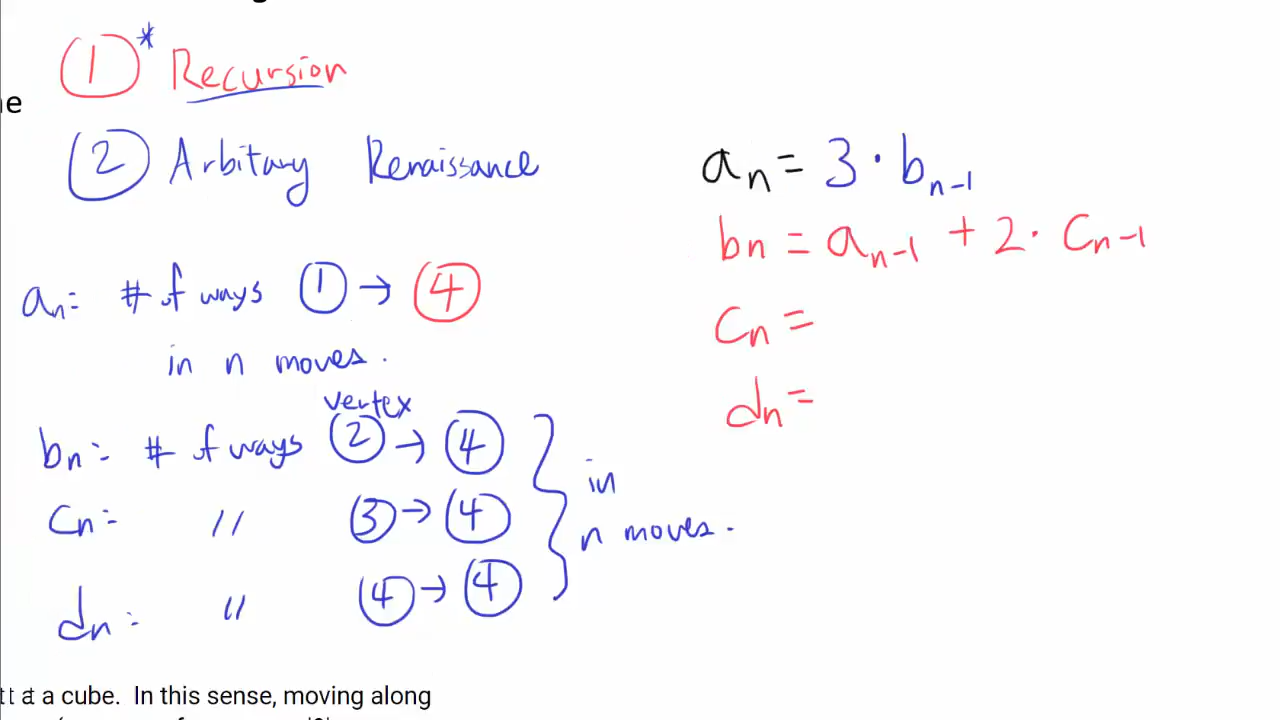 ① * Recursion
e
② Arbitary Renaissance
aₙ = # of ways ① → ④
in n moves.
vertex
bₙ = # of ways ② → ④
cₙ = // ③ → ④
dₙ = // ④ → ④
in
n moves.
aₙ = 3 · bₙ₋₁
bₙ = aₙ₋₁ + 2 · cₙ₋₁
cₙ =
dₙ =
at a cube. In this sense, moving along